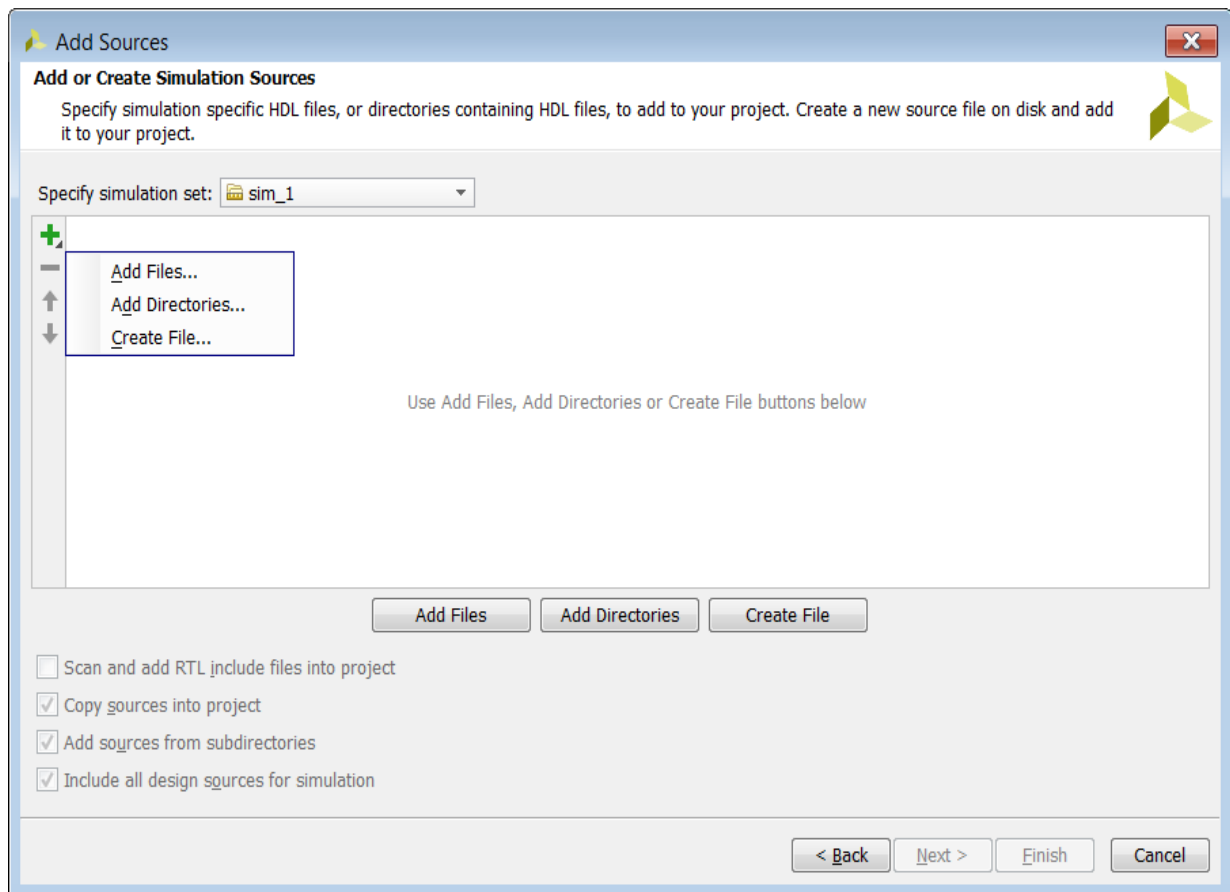 Add Sources
Add or Create Simulation Sources
Specify simulation specific HDL files, or directories containing HDL files, to add to your project. Create a new source file on disk and add
it to your project.
Specify simulation set: sim_1
Add Files...
Add Directories...
Create File...
Use Add Files, Add Directories or Create File buttons below
Add Files Add Directories Create File
Scan and add RTL include files into project
Copy sources into project
Add sources from subdirectories
Include all design sources for simulation
< Back Next > Finish Cancel